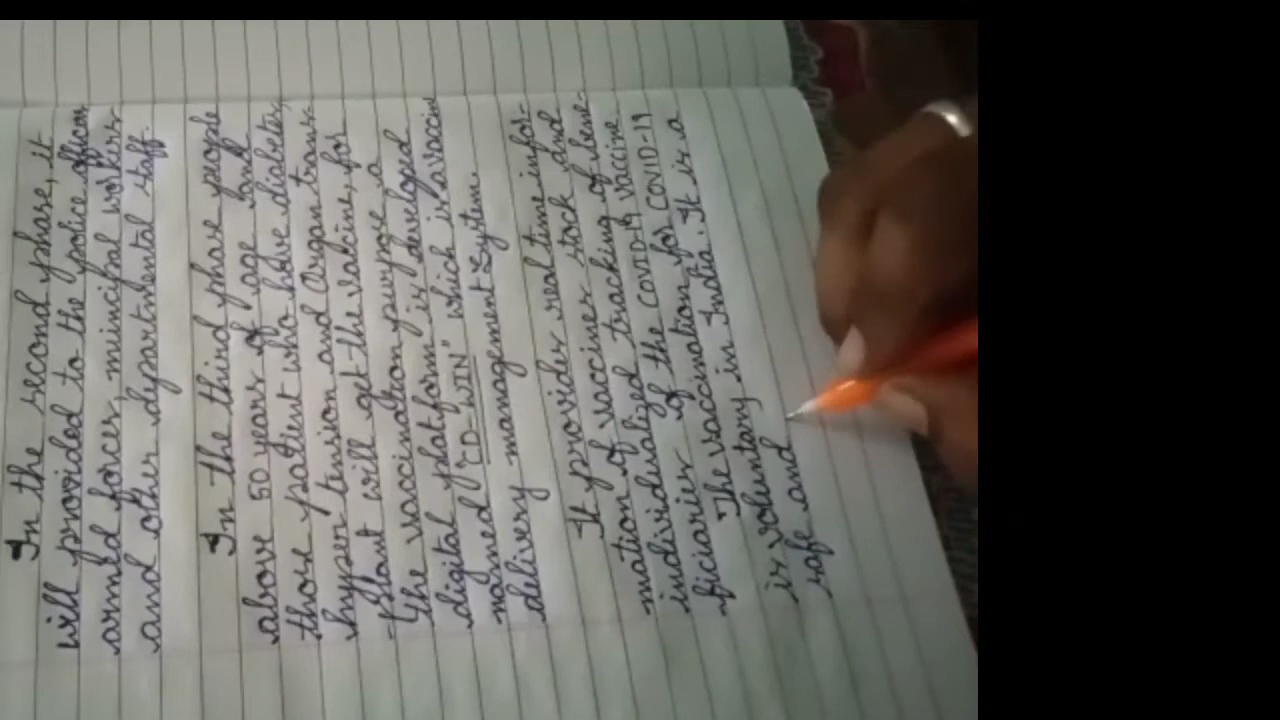 In the second phase, it
will provided to the police officers
armed forces, muincipal workers
and other departmental staff.
In the third phase people
above 50 years of age and
those patient who have diabetes,
hyper tension and Organ trans-
-plant will get the vaccine, for
the vaccination purpose a
digital platform is developed
named "CO-WIN" which is a vaccine
delivery management System.
It provides real time infor-
mation of vaccines stock and
individualized tracking of bene-
ficiaries of the COVID-19 vaccine
The vaccination for COVID-19
is voluntary in India. It is a
safe and